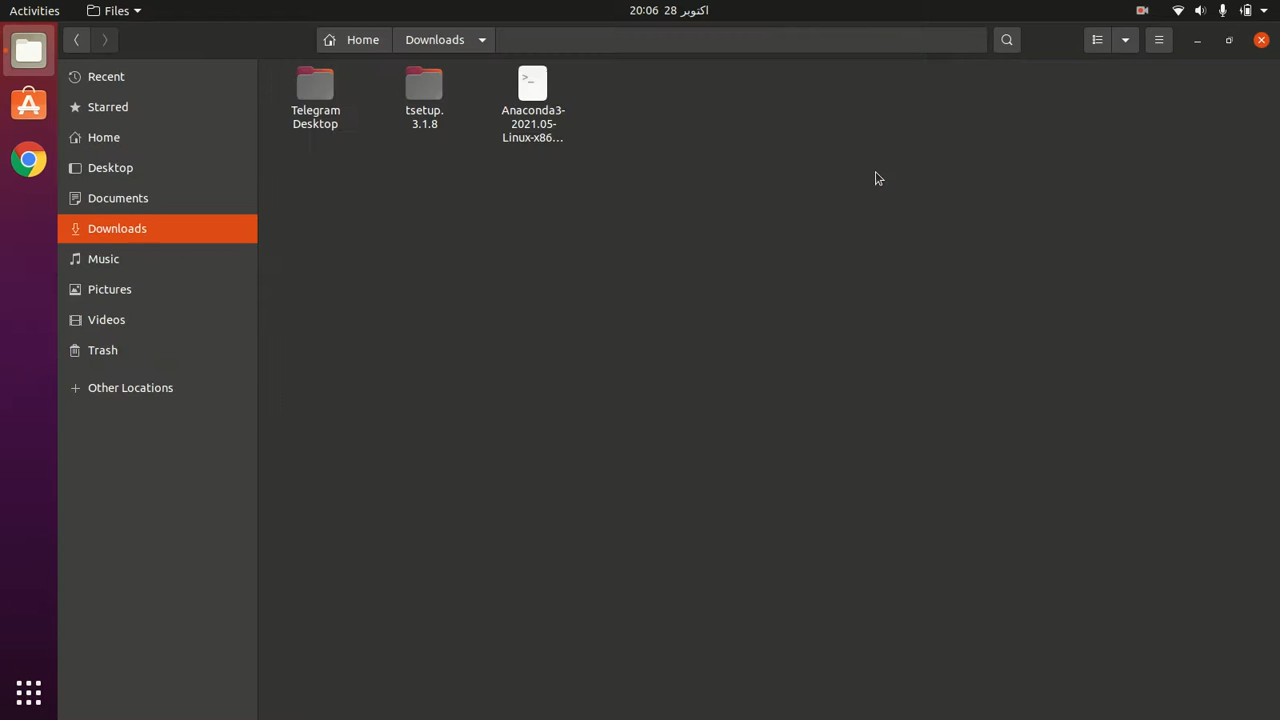 Activities
Files
اکتوبر 28  20:06
Home
Downloads
Recent
Starred
Home
Desktop
Documents
Downloads
Music
Pictures
Videos
Trash
Other Locations
Telegram
Desktop
tsetup.
3.1.8
>_
Anaconda3-
2021.05-
Linux-x86…